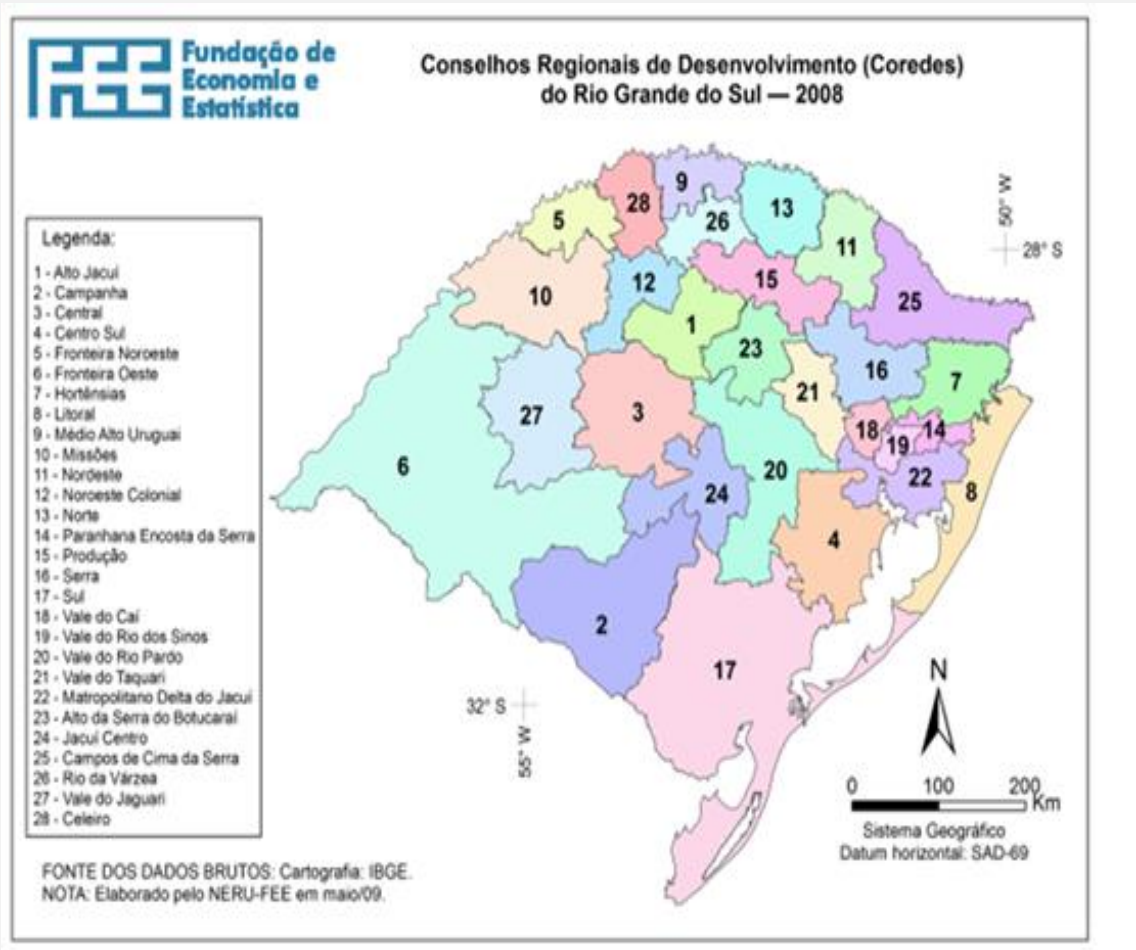 FEE
Fundação de
Economia e
Estatística
Conselhos Regionais de Desenvolvimento (Coredes)
do Rio Grande do Sul — 2008
Legenda:
1 - Alto Jacuí
2 - Campanha
3 - Central
4 - Centro Sul
5 - Fronteira Noroeste
6 - Fronteira Oeste
7 - Hortênsias
8 - Litoral
9 - Médio Alto Uruguai
10 - Missões
11 - Nordeste
12 - Noroeste Colonial
13 - Norte
14 - Paranhana Encosta da Serra
15 - Produção
16 - Serra
17 - Sul
18 - Vale do Caí
19 - Vale do Rio dos Sinos
20 - Vale do Rio Pardo
21 - Vale do Taquari
22 - Matropolitano Delta do Jacuí
23 - Alto da Serra do Botucaraí
24 - Jacuí Centro
25 - Campos de Cima da Serra
26 - Rio da Várzea
27 - Vale do Jaguari
28 - Celeiro
9
28
13
26
5
11
15
12
10
25
1
23
16
7
21
3
27
18
14
19
6
20
22
8
24
4
2
17
50° W
28° S
32° S
55° W
N
0 100 200
Km
Sistema Geográfico
Datum horizontal: SAD-69
FONTE DOS DADOS BRUTOS: Cartografia: IBGE.
NOTA: Elaborado pelo NERU-FEE em maio/09.